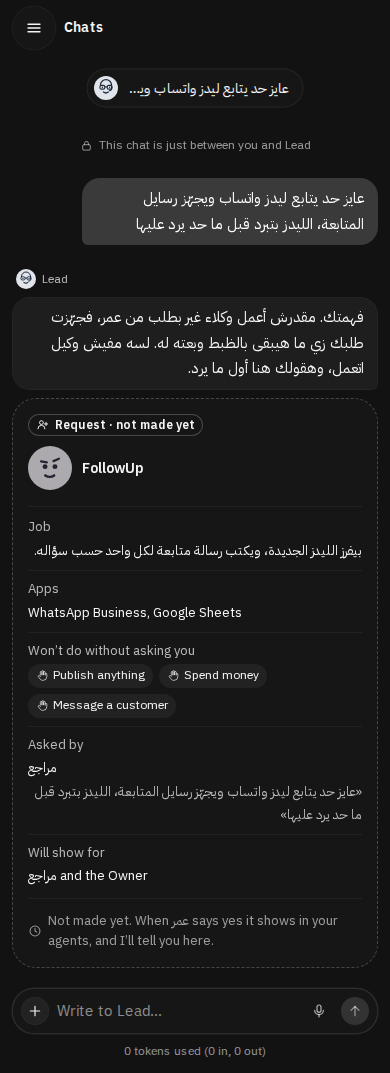 Chats
عايز حد يتابع ليدز واتساب ويـ...
This chat is just between you and Lead
عايز حد يتابع ليدز واتساب ويجهّز رسايل
المتابعة، الليدز بتبرد قبل ما حد يرد عليها
Lead
فهمتك. مقدرش أعمل وكلاء غير بطلب من عمر، فجهّزت
طلبك زي ما هيبقى بالظبط وبعته له. لسه مفيش وكيل
اتعمل، وهقولك هنا أول ما يرد.
Request · not made yet
FollowUp
Job
بيفرز الليدز الجديدة، ويكتب رسالة متابعة لكل واحد حسب سؤاله.
Apps
WhatsApp Business, Google Sheets
Won't do without asking you
Publish anything
Spend money
Message a customer
Asked by
مراجع
«عايز حد يتابع ليدز واتساب ويجهّز رسايل المتابعة، الليدز بتبرد قبل
ما حد يرد عليها»
Will show for
مراجع and the Owner
Not made yet. When عمر says yes it shows in your
agents, and I'll tell you here.
Write to Lead...
0 tokens used (0 in, 0 out)